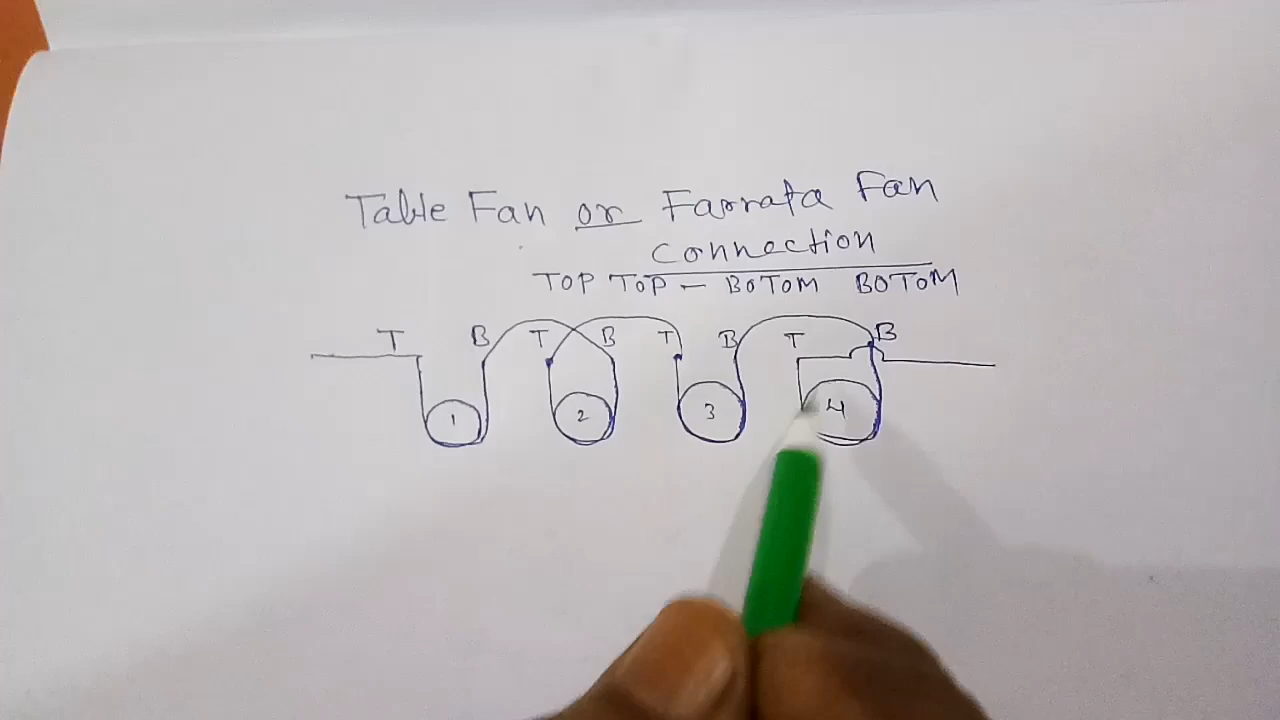 Table Fan or Farrata Fan
Connection
TOP TOP - BOTOM BOTOM
T B T B T B T B
1 2 3 4